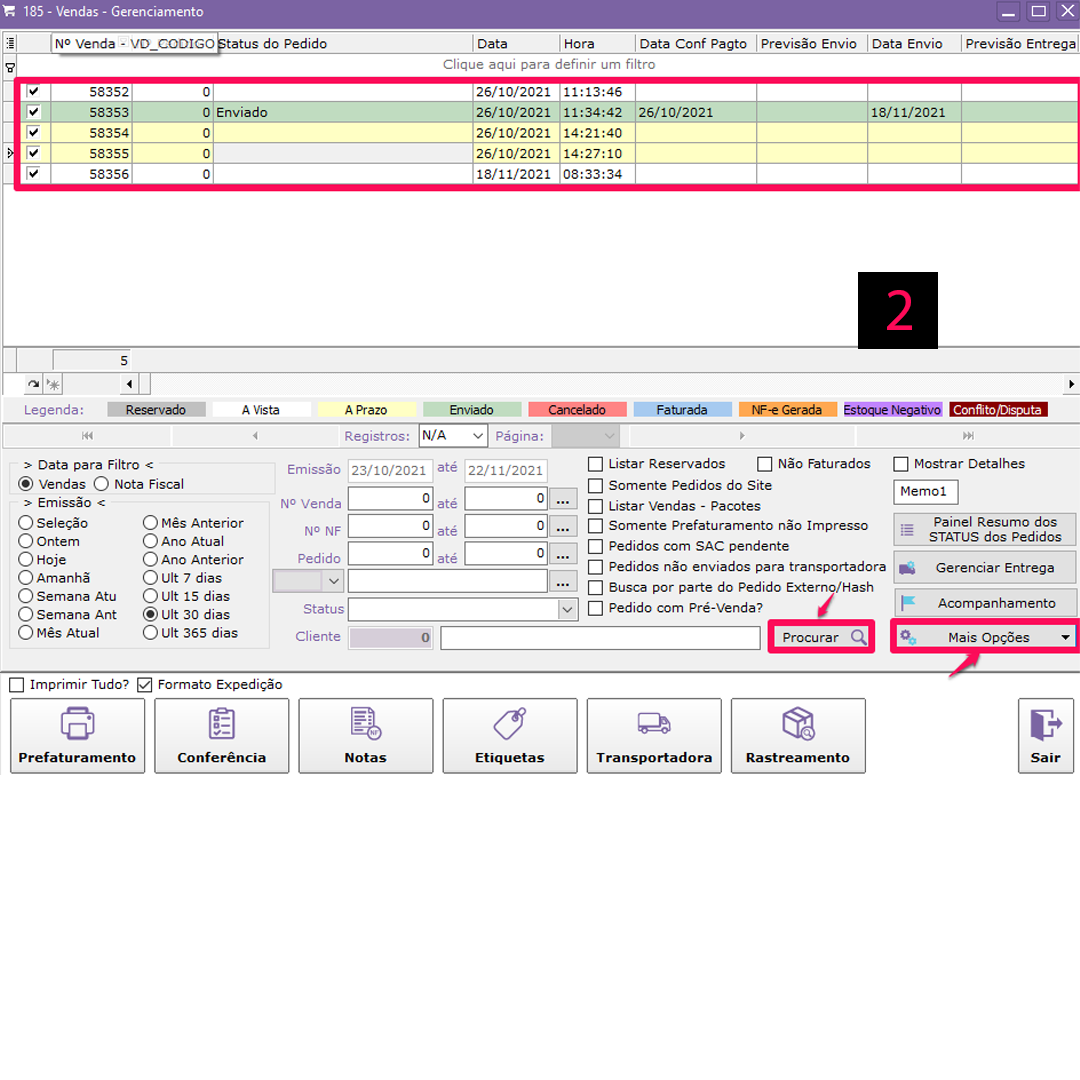 185 - Vendas - Gerenciamento
Nº Venda - VD_CODIGO Status do Pedido Data Hora Data Conf Pagto Previsão Envio Data Envio Previsão Entrega
Clique aqui para definir um filtro
58352 0 26/10/2021 11:13:46
58353 0 Enviado 26/10/2021 11:34:42 26/10/2021 18/11/2021
58354 0 26/10/2021 14:21:40
58355 0 26/10/2021 14:27:10
58356 0 18/11/2021 08:33:34
2
5
Legenda: Reservado A Vista A Prazo Enviado Cancelado Faturada NF-e Gerada Estoque Negativo Conflito/Disputa
Registros: N/A Página:
> Data para Filtro <
Vendas Nota Fiscal
> Emissão <
Seleção Mês Anterior
Ontem Ano Atual
Hoje Ano Anterior
Amanhã Ult 7 dias
Semana Atu Ult 15 dias
Semana Ant Ult 30 dias
Mês Atual Ult 365 dias
Emissão 23/10/2021 até 22/11/2021
Nº Venda 0 até 0 ...
Nº NF 0 até 0 ...
Pedido 0 até 0 ...
...
Status
Cliente 0
Listar Reservados Não Faturados
Somente Pedidos do Site
Listar Vendas - Pacotes
Somente Prefaturamento não Impresso
Pedidos com SAC pendente
Pedidos não enviados para transportadora
Busca por parte do Pedido Externo/Hash
Pedido com Pré-Venda?
Procurar
Mostrar Detalhes
Memo1
Painel Resumo dos
STATUS dos Pedidos
Gerenciar Entrega
Acompanhamento
Mais Opções
Imprimir Tudo? Formato Expedição
Prefaturamento Conferência Notas Etiquetas Transportadora Rastreamento Sair